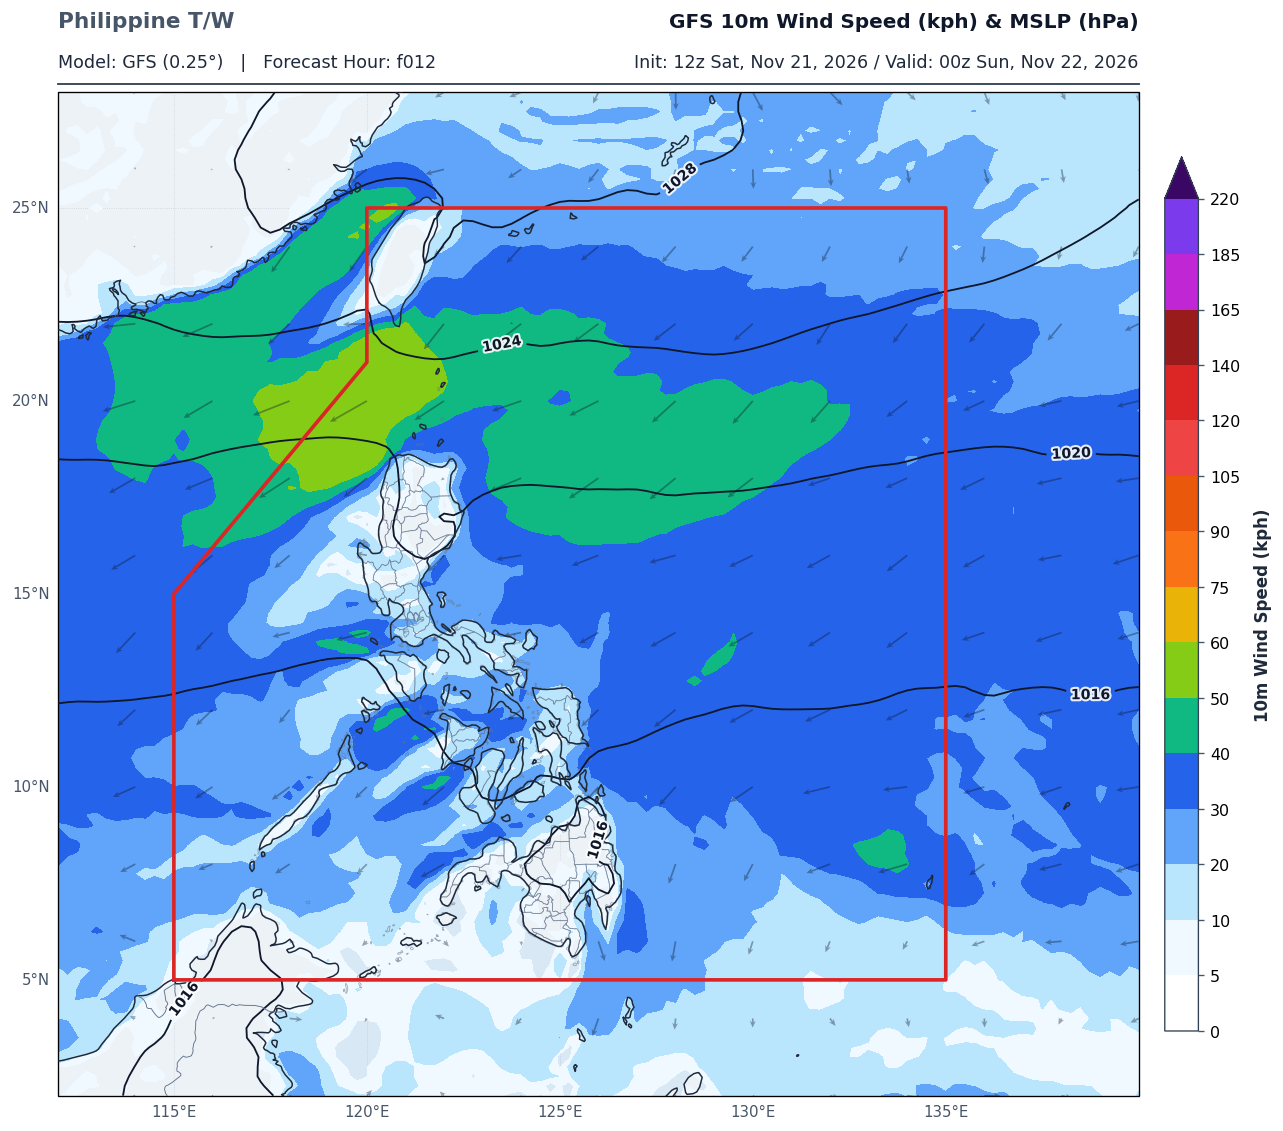 Philippine T/W
GFS 10m Wind Speed (kph) & MSLP (hPa)
Model: GFS (0.25°) | Forecast Hour: f012
Init: 12z Sat, Nov 21, 2026 / Valid: 00z Sun, Nov 22, 2026
25°N
20°N
15°N
10°N
5°N
115°E
120°E
125°E
130°E
135°E
1028
1024
1020
1016
1016
1016
220
185
165
140
120
105
90
75
60
50
40
30
20
10
5
0
10m Wind Speed (kph)